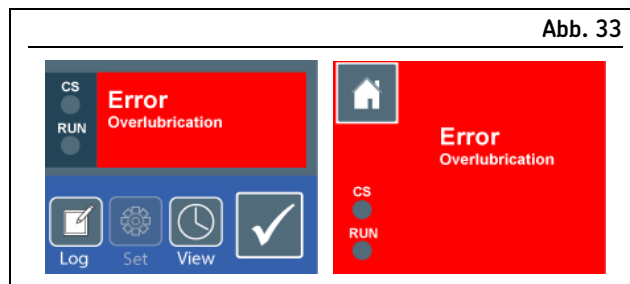 Abb. 33
CS
Error
Overlubrication
RUN
Log
Set
View
Error
Overlubrication
CS
RUN